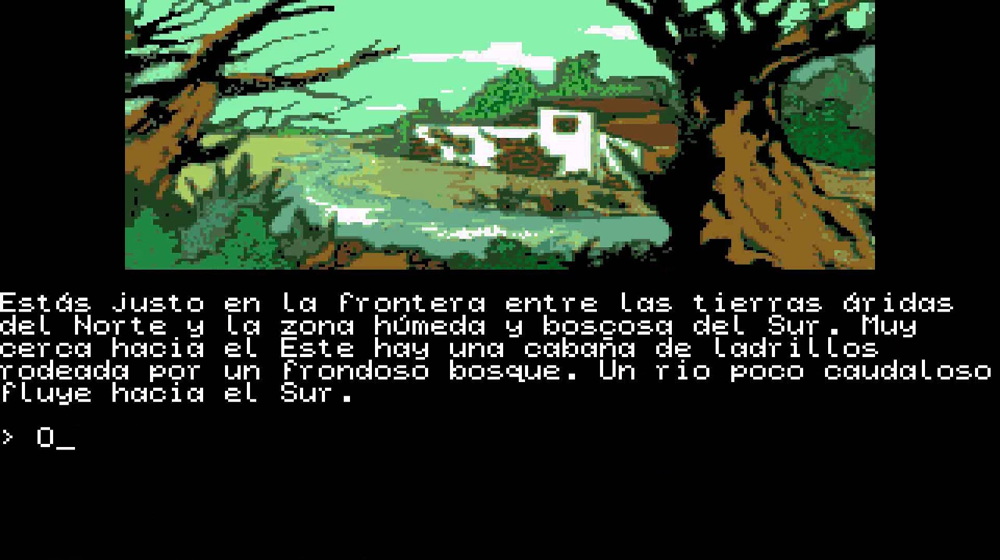 Estás justo en la frontera entre las tierras áridas
del Norte y la zona húmeda y boscosa del Sur. Muy
cerca hacia el Este hay una cabaña de ladrillos
rodeada por un frondoso bosque. Un rio poco caudaloso
fluye hacia el Sur.
> O_